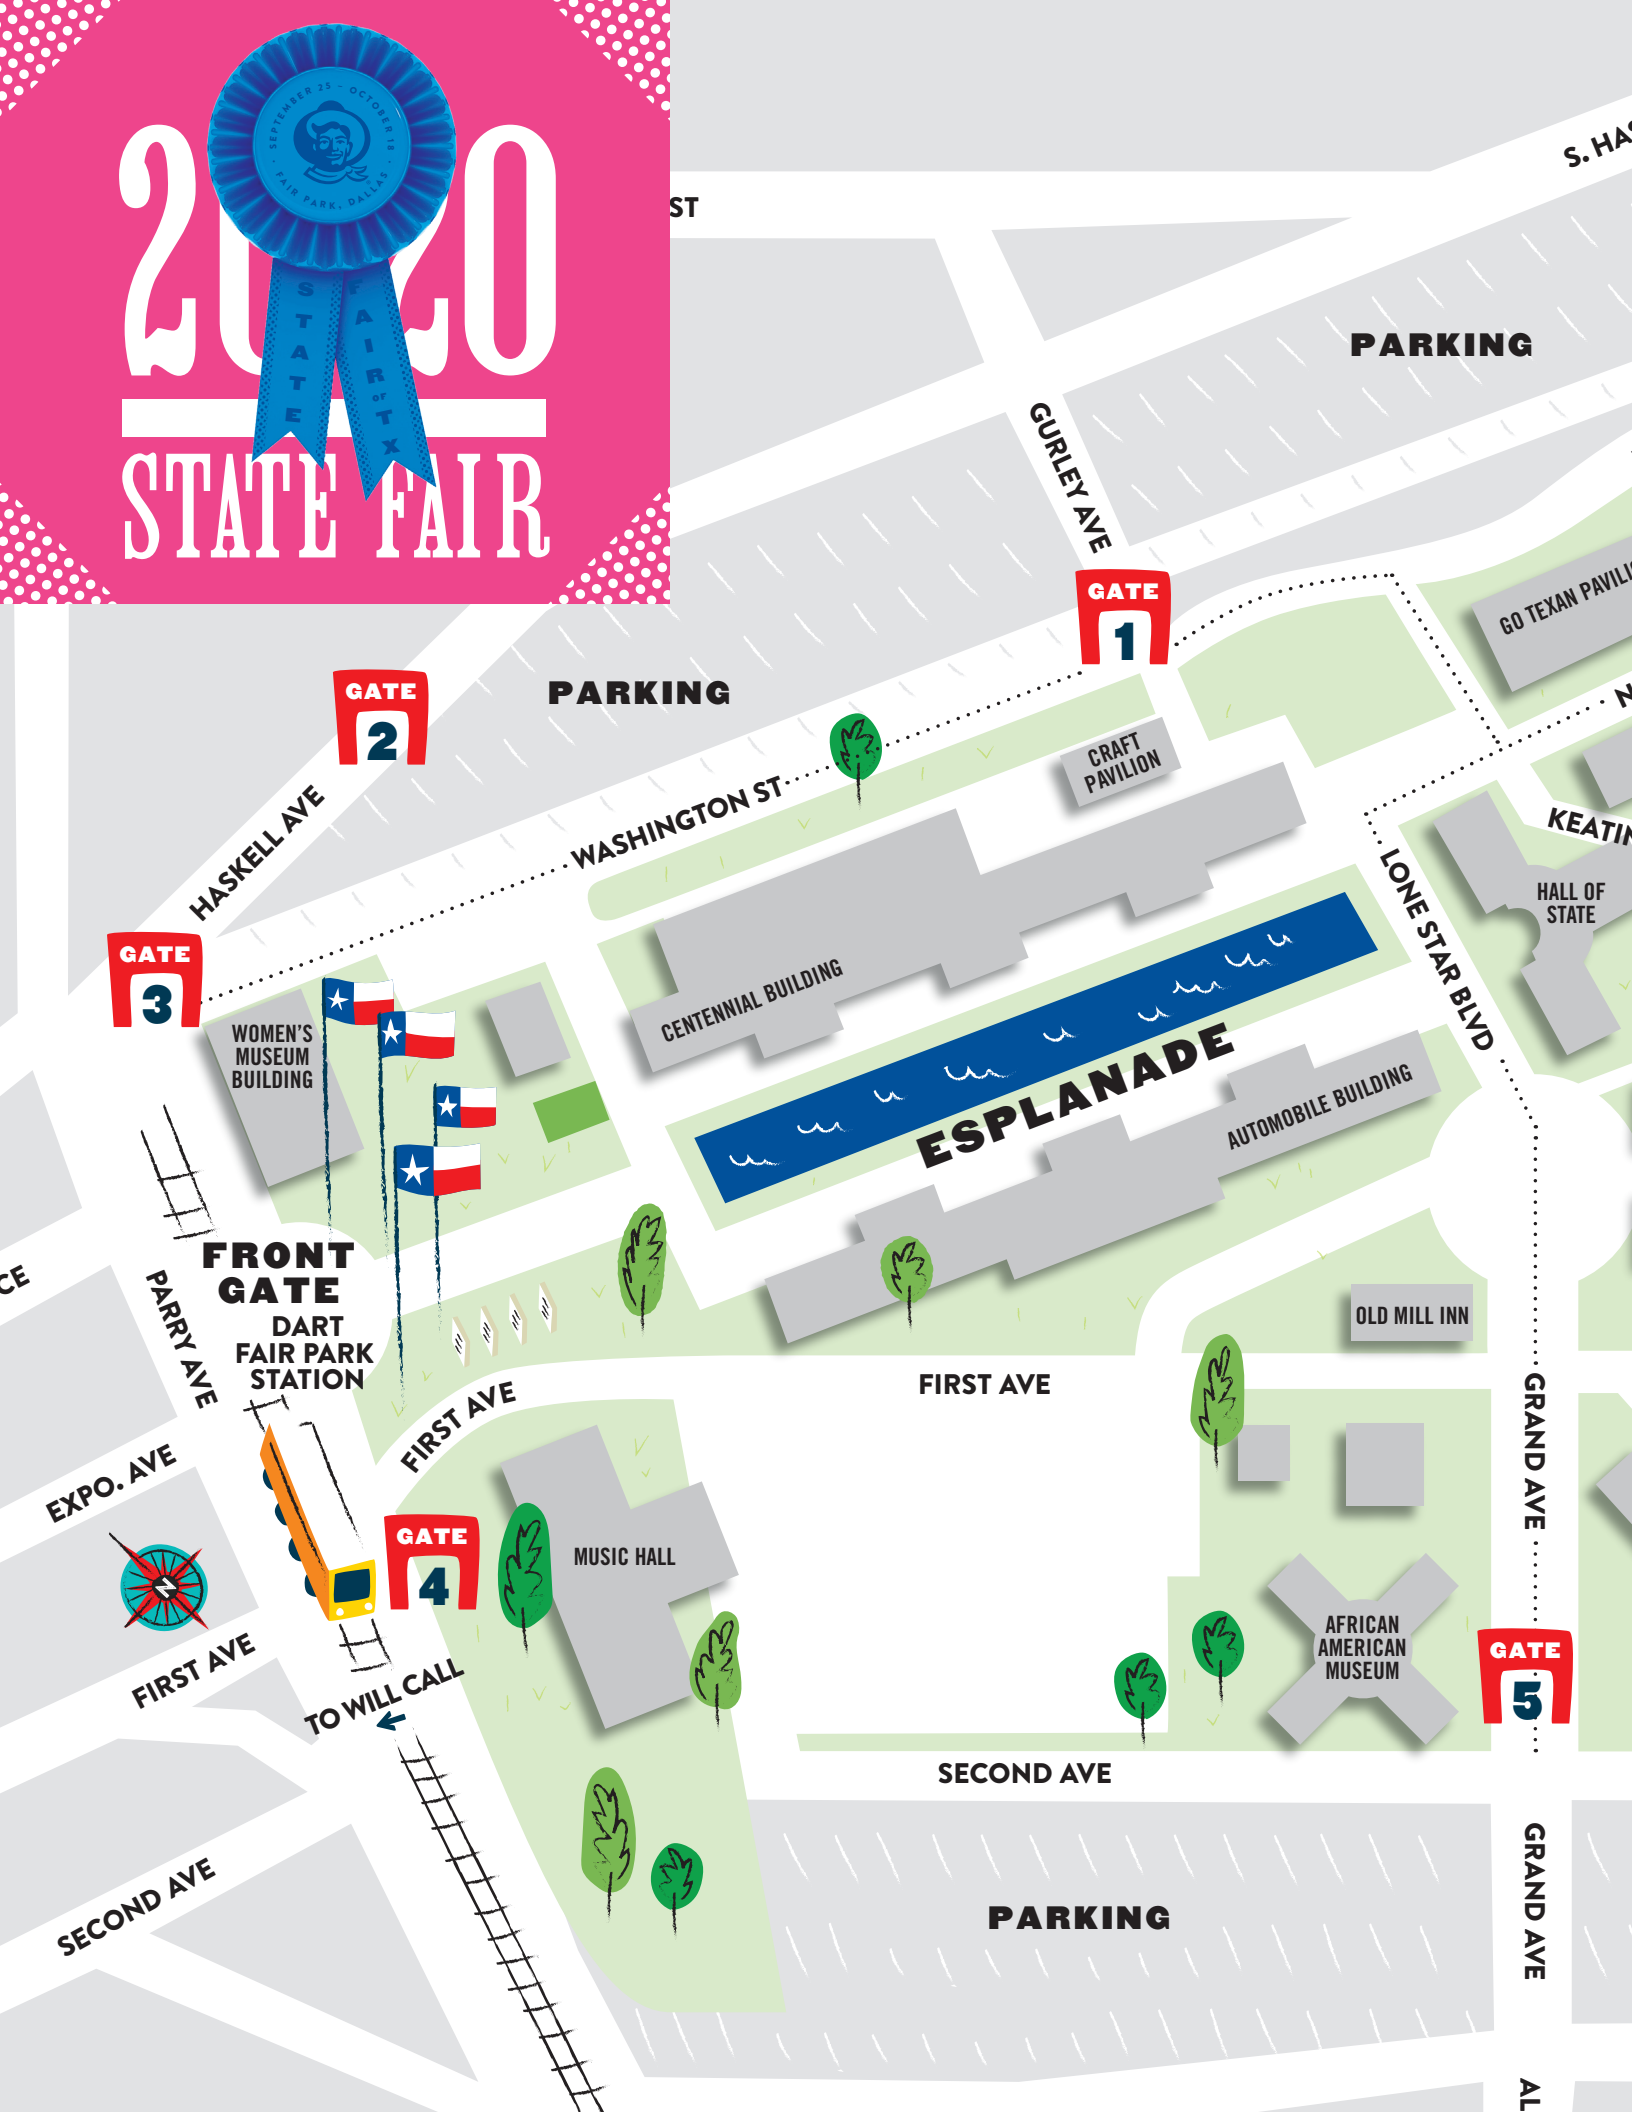 SEPTEMBER 25 - OCTOBER 18
FAIR PARK, DALLAS
2020
STATE
FAIR OF TX
STATE FAIR
ST
S. HAS
PARKING
GURLEY AVE
GATE
1
GO TEXAN PAVILIO
GATE
2
PARKING
N
CRAFT
PAVILION
HASKELL AVE
WASHINGTON ST
KEATIN
LONE STAR BLVD
HALL OF
STATE
GATE
3
CENTENNIAL BUILDING
WOMEN'S
MUSEUM
BUILDING
ESPLANADE
AUTOMOBILE BUILDING
FRONT
GATE
DART
FAIR PARK
STATION
CE
PARRY AVE
OLD MILL INN
FIRST AVE
FIRST AVE
GRAND AVE
EXPO. AVE
GATE
4
MUSIC HALL
N
AFRICAN
AMERICAN
MUSEUM
GATE
5
FIRST AVE
TO WILL CALL
SECOND AVE
SECOND AVE
GRAND AVE
PARKING
AL